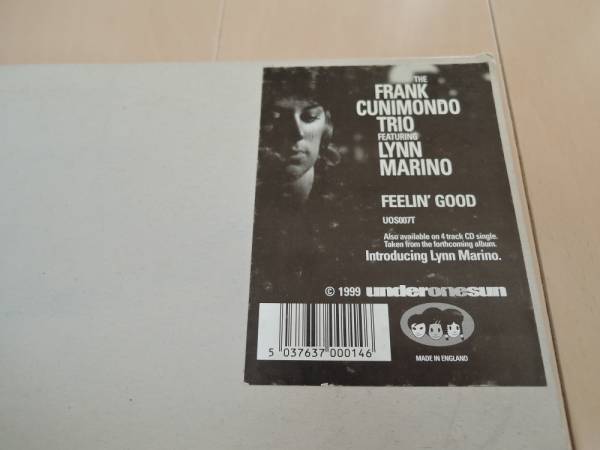 THE
FRANK
CUNIMONDO
TRIO
FEATURING
LYNN
MARINO
FEELIN' GOOD
UOS007T
Also available on 4 track CD single.
Taken from the forthcoming album.
Introducing Lynn Marino.
© 1999 underonesun
5 037637 000146
MADE IN ENGLAND